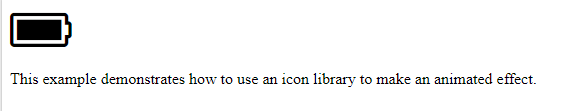 This example demonstrates how to use an icon library to make an animated effect.